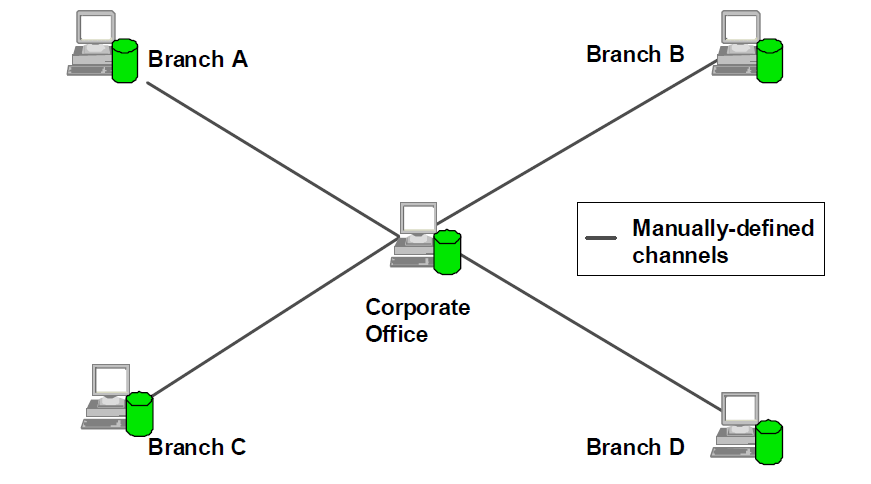 Branch A
Branch B
Manually-defined
channels
Corporate
Office
Branch C
Branch D